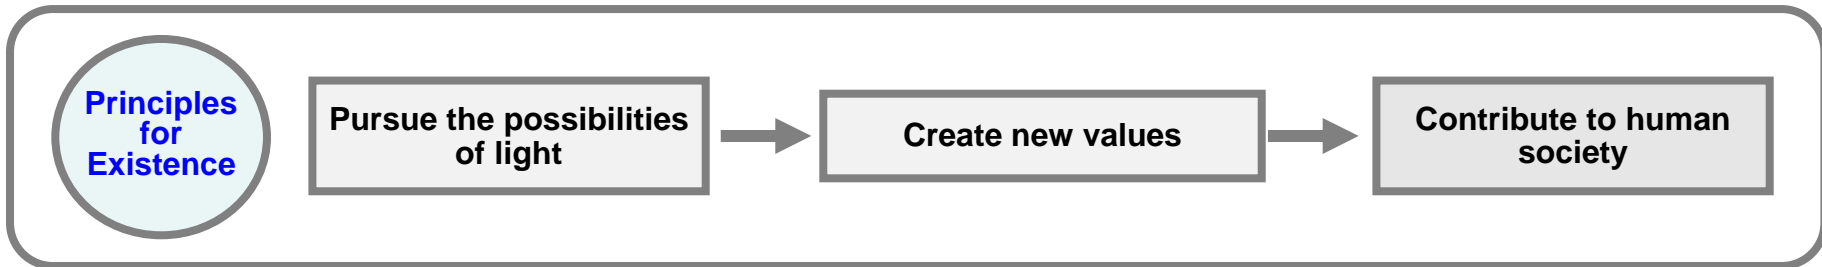 Principles
for
Existence
Pursue the possibilities
of light
Create new values
Contribute to human
society